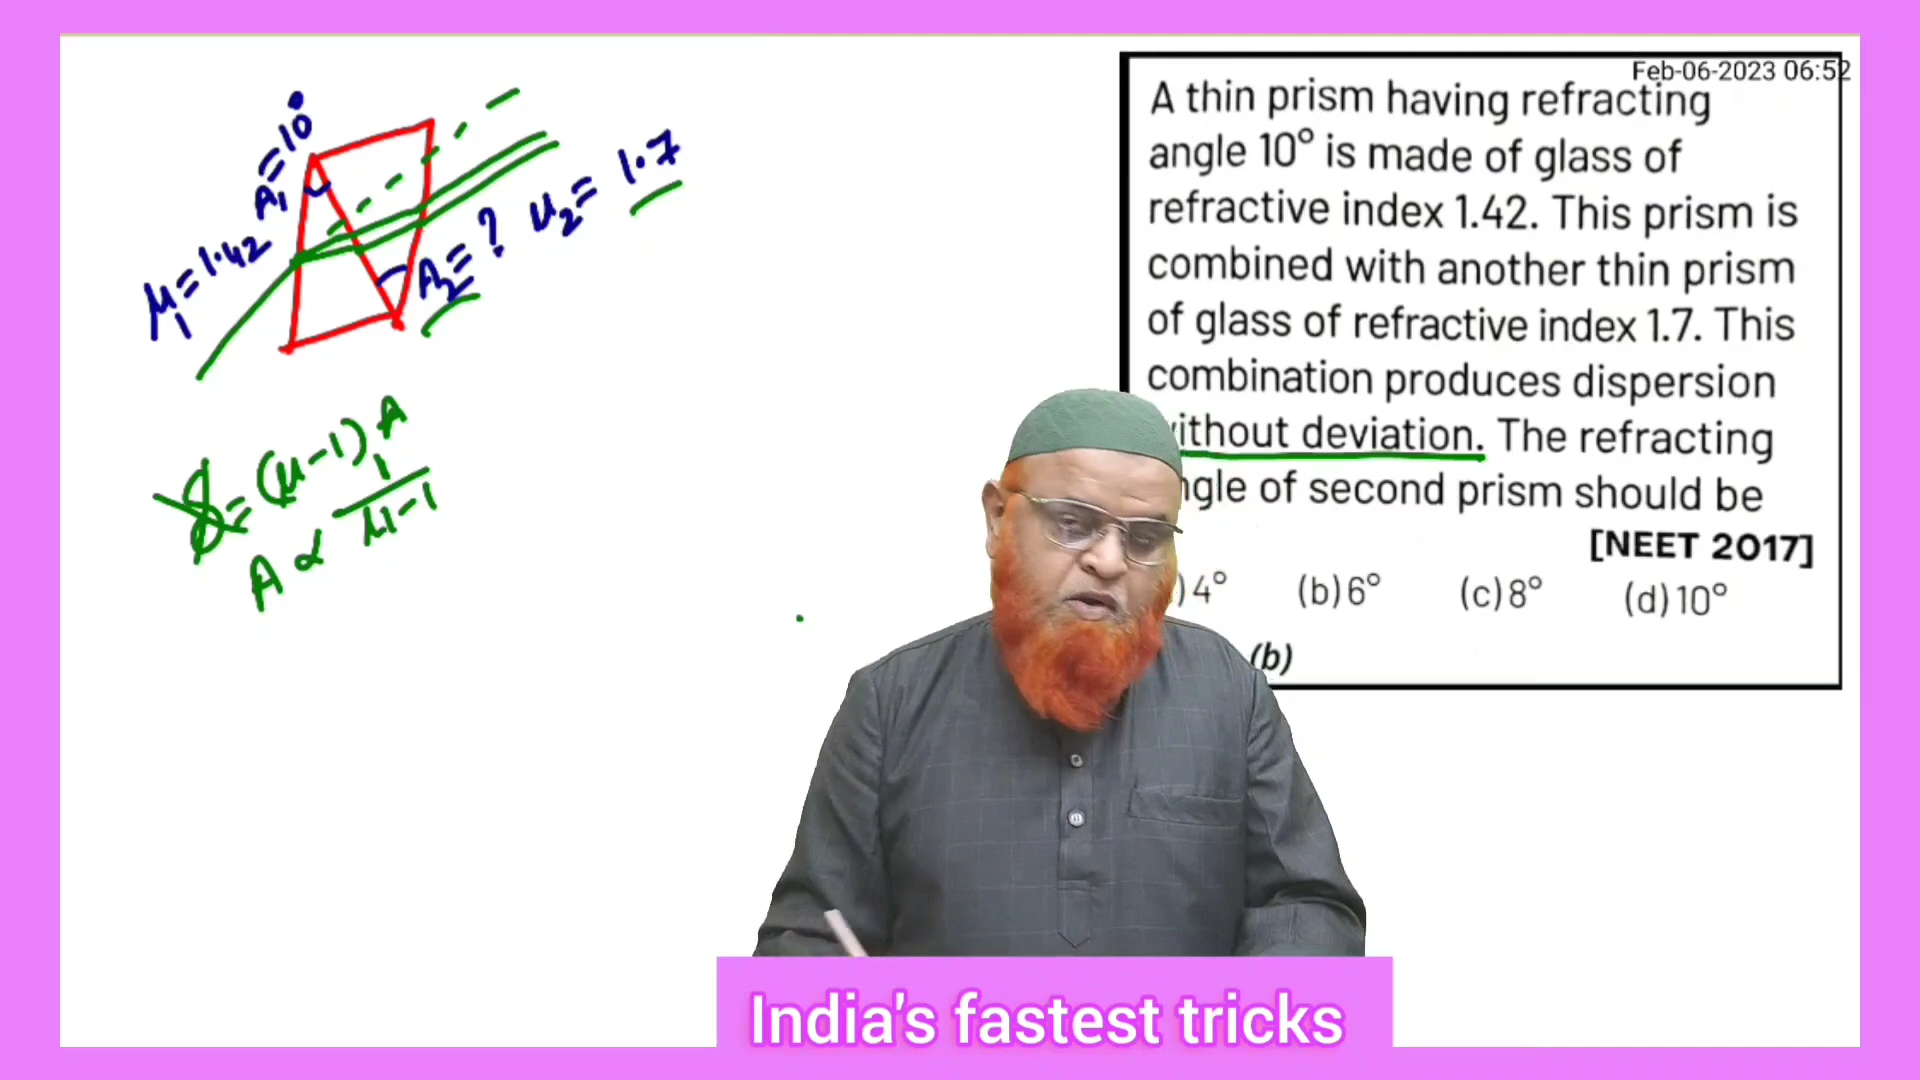 Feb-06-2023 06:52
A thin prism having refracting
angle 10° is made of glass of
refractive index 1.42. This prism is
combined with another thin prism
of glass of refractive index 1.7. This
combination produces dispersion
without deviation. The refracting
ngle of second prism should be
[NEET 2017]
) 4° (b) 6° (c) 8° (d) 10°
(b)
A₁ = 10°
μ₁ = 1.42
A₂ = ?
μ₂ = 1.7
δ = (μ-1) A
A ∝ 1/μ-1
India's fastest tricks